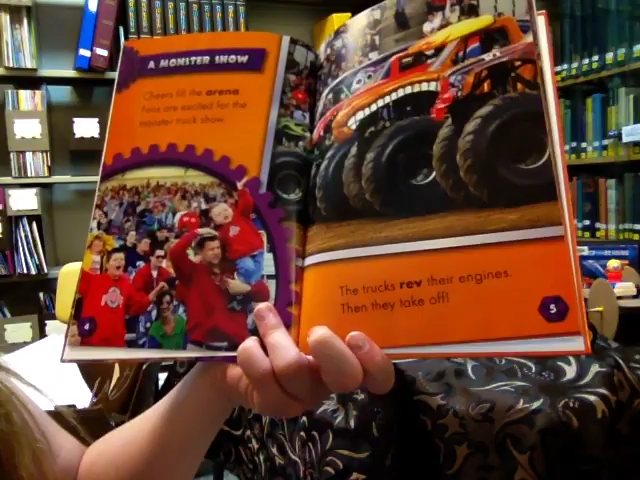 A MONSTER SHOW
Cheers fill the arena.
Fans are excited for the
monster truck show.
4
The trucks rev their engines.
Then they take off!
5